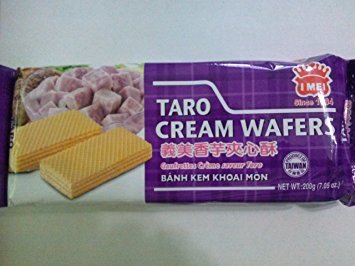 I MEI
Since 1934
TARO
CREAM WAFERS
義美香芋夾心酥
Gaufrettes Crème saveur Taro
BÁNH KEM KHOAI MÔN
TAIWAN
NET WT: 200g (7.05 oz.)